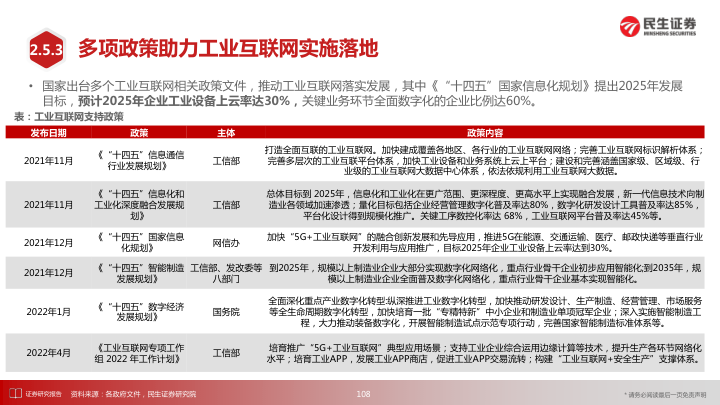 民生证券
MINSHENG SECURITIES
2.5.3 多项政策助力工业互联网实施落地
• 国家出台多个工业互联网相关政策文件，推动工业互联网落实发展，其中《“十四五”国家信息化规划》提出2025年发展
目标，预计2025年企业工业设备上云率达30%，关键业务环节全面数字化的企业比例达60%。
表：工业互联网支持政策
发布日期 政策 主体 政策内容
2021年11月 《“十四五”信息通信
行业发展规划》 工信部 打造全面互联的工业互联网。加快建成覆盖各地区、各行业的工业互联网网络；完善工业互联网标识解析体系；
完善多层次的工业互联平台体系，加快工业设备和业务系统上云上平台；建设和完善涵盖国家级、区域级、行
业级的工业互联网大数据中心体系，依法依规利用工业互联网大数据。
2021年11月 《“十四五”信息化和
工业化深度融合发展规
划》 工信部 总体目标到 2025年，信息化和工业化在更广范围、更深程度、更高水平上实现融合发展，新一代信息技术向制
造业各领域加速渗透；量化目标包括企业经营管理数字化普及率达80%，数字化研发设计工具普及率达85%，
平台化设计得到规模化推广。关键工序数控化率达 68%，工业互联网平台普及率达45%等。
2021年12月 《“十四五”国家信息
化规划》 网信办 加快“5G+工业互联网”的融合创新发展和先导应用，推进5G在能源、交通运输、医疗、邮政快递等垂直行业
开发利用与应用推广，目标2025年企业工业设备上云率达到30%。
2021年12月 《“十四五”智能制造
发展规划》 工信部、发改委等
八部门 到2025年，规模以上制造业企业大部分实现数字化网络化，重点行业骨干企业初步应用智能化;到2035年，规
模以上制造业企业全面普及数字化网络化，重点行业骨干企业基本实现智能化。
2022年1月 《“十四五”数字经济
发展规划》 国务院 全面深化重点产业数字化转型:纵深推进工业数字化转型，加快推动研发设计、生产制造、经营管理、市场服务
等全生命周期数字化转型，加快培育一批“专精特新”中小企业和制造业单项冠军企业；深入实施智能制造工
程，大力推动装备数字化，开展智能制造试点示范专项行动，完善国家智能制造标准体系等。
2022年4月 《工业互联网专项工作
组 2022 年工作计划》 工信部 培育推广“5G+工业互联网”典型应用场景；支持工业企业综合运用边缘计算等技术，提升生产各环节网络化
水平；培育工业APP，发展工业APP商店，促进工业APP交易流转；构建“工业互联网+安全生产”支撑体系。
证券研究报告 资料来源：各政府文件，民生证券研究院 108 * 请务必阅读最后一页免责声明